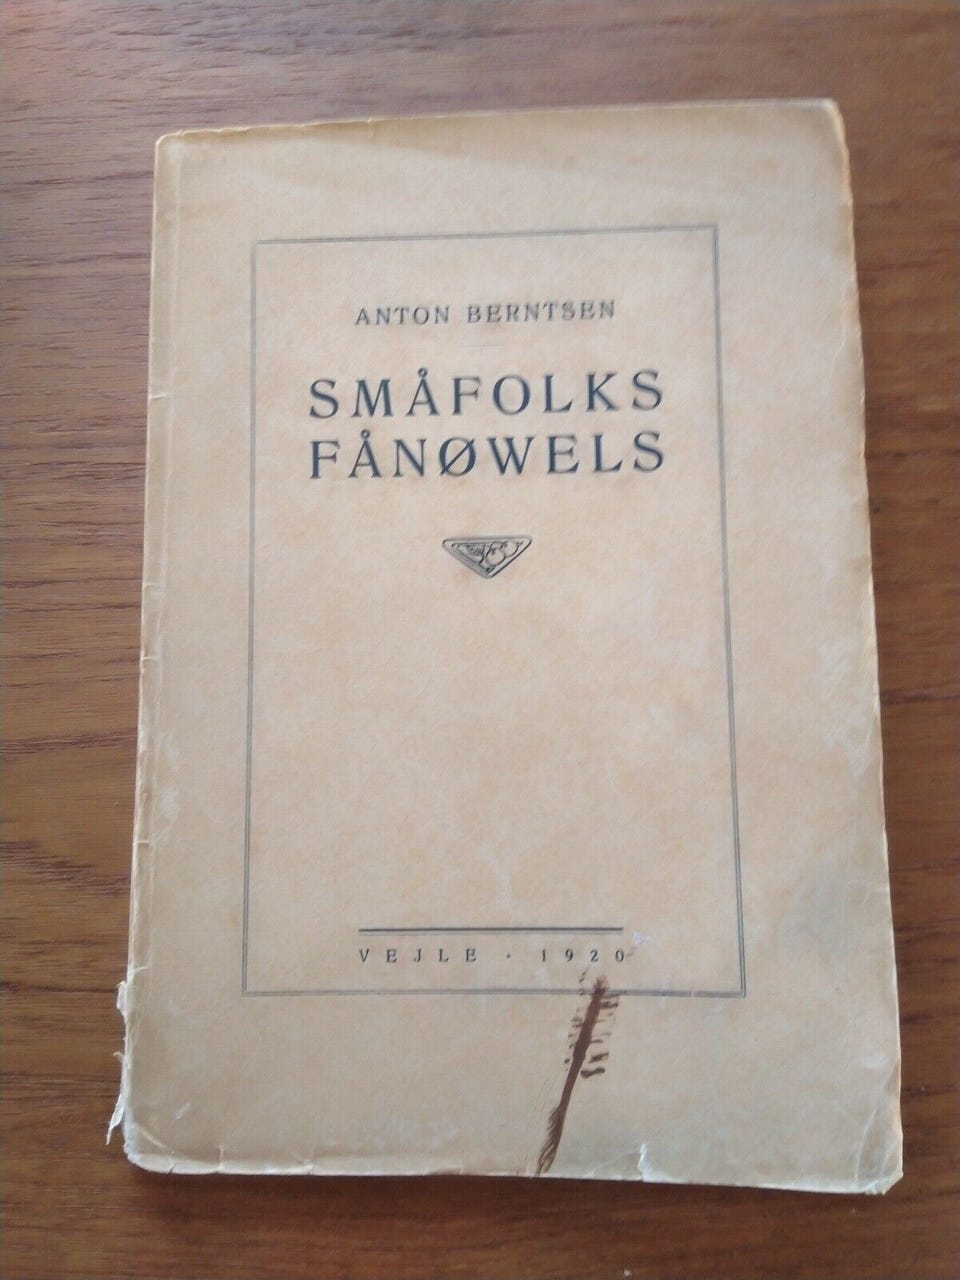 ANTON BERNTSEN
SMÅFOLKS
FÅNØWELS
VEJLE · 1920